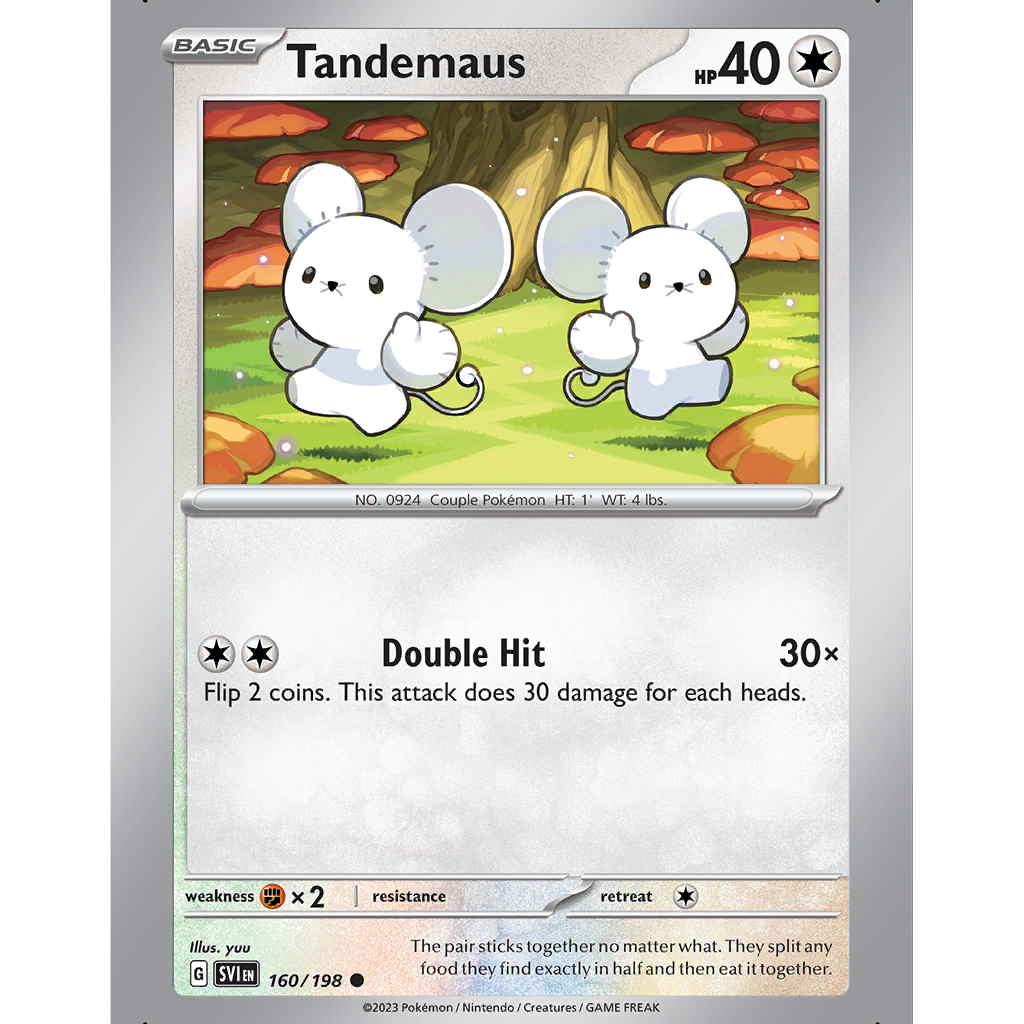 BASIC Tandemaus HP 40
NO. 0924 Couple Pokémon HT: 1' WT: 4 lbs.
Double Hit 30×
Flip 2 coins. This attack does 30 damage for each heads.
weakness ×2 resistance retreat
Illus. yuu
The pair sticks together no matter what. They split any
food they find exactly in half and then eat it together.
G SVI EN 160/198
©2023 Pokémon / Nintendo / Creatures / GAME FREAK